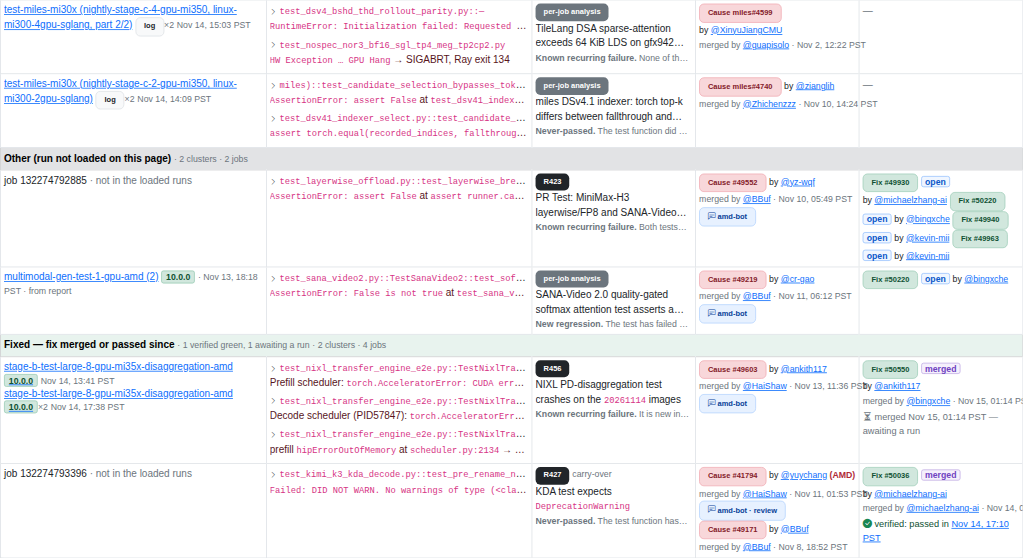 test-miles-mi30x (nightly-stage-c-2-gpu-mi350, linux-
mi300-4gpu-sglang, part 2/2) log ×2 Nov 14, 15:03 PST
test_dsv4_bshd_thd_rollout_parity.py::—
RuntimeError: Initialization failed: Requested …
test_nospec_nor3_bf16_sgl_tp4_meg_tp2cp2.py
HW Exception … GPU Hang → SIGABRT, Ray exit 134
per-job analysis
TileLang DSA sparse-attention
exceeds 64 KiB LDS on gfx942…
Known recurring failure. None of th…
Cause miles#4599
by @XinyuJiangCMU
merged by @guapisolo · Nov 2, 12:22 PST
—
test-miles-mi30x (nightly-stage-c-2-gpu-mi350, linux-
mi300-2gpu-sglang) log ×2 Nov 14, 14:09 PST
miles)::test_candidate_selection_bypasses_tok…
AssertionError: assert False at test_dsv41_index…
test_dsv41_indexer_select.py::test_candidate_…
assert torch.equal(recorded_indices, fallthroug…
per-job analysis
miles DSv4.1 indexer: torch top-k
differs between fallthrough and…
Never-passed. The test function did …
Cause miles#4740 by @zianglih
merged by @Zhichenzzz · Nov 10, 14:24 PST
—
Other (run not loaded on this page) · 2 clusters · 2 jobs
job 132274792885 · not in the loaded runs
test_layerwise_offload.py::test_layerwise_bre…
AssertionError: assert False at assert runner.ca…
R423
PR Test: MiniMax-H3
layerwise/FP8 and SANA-Video…
Known recurring failure. Both tests…
Cause #49552 by @yz-wqf
merged by @BBuf · Nov 10, 05:49 PST
amd-bot
Fix #49930 open
by @michaelzhang-ai Fix #50220
open by @bingxche Fix #49940
open by @kevin-mii Fix #49963
open by @kevin-mii
multimodal-gen-test-1-gpu-amd (2) 10.0.0 · Nov 13, 18:18
PST · from report
test_sana_video2.py::TestSanaVideo2::test_sof…
AssertionError: False is not true at test_sana_v…
per-job analysis
SANA-Video 2.0 quality-gated
softmax attention test asserts a…
New regression. The test has failed …
Cause #49219 by @cr-gao
merged by @BBuf · Nov 11, 06:12 PST
amd-bot
Fix #50220 open by @bingxche
Fixed — fix merged or passed since · 1 verified green, 1 awaiting a run · 2 clusters · 4 jobs
stage-b-test-large-8-gpu-mi35x-disaggregation-amd
10.0.0 Nov 14, 13:41 PST
stage-b-test-large-8-gpu-mi35x-disaggregation-amd
10.0.0 ×2 Nov 14, 17:38 PST
test_nixl_transfer_engine_e2e.py::TestNixlTra…
Prefill scheduler: torch.AcceleratorError: CUDA err…
test_nixl_transfer_engine_e2e.py::TestNixlTra…
Decode scheduler (PID57847): torch.AcceleratorErr…
test_nixl_transfer_engine_e2e.py::TestNixlTra…
prefill hipErrorOutOfMemory at scheduler.py:2134 → …
R456
NIXL PD-disaggregation test
crashes on the 20261114 images
Known recurring failure. It is new in…
Cause #49603 by @ankith117
merged by @HaiShaw · Nov 13, 11:36 PST
amd-bot
Fix #50550 merged
by @ankith117
merged by @bingxche · Nov 15, 01:14 PS
⏳ merged Nov 15, 01:14 PST —
awaiting a run
job 132274793396 · not in the loaded runs
test_kimi_k3_kda_decode.py::test_pre_rename_n…
Failed: DID NOT WARN. No warnings of type (<cla…
R427 carry-over
KDA test expects
DeprecationWarning
Never-passed. The test function has…
Cause #41794 by @yuychang (AMD)
merged by @HaiShaw · Nov 11, 01:53 PST
amd-bot · review
Cause #49171 by @BBuf
merged by @BBuf · Nov 8, 18:52 PST
Fix #50036 merged
by @michaelzhang-ai
merged by @michaelzhang-ai · Nov 14, 0
verified: passed in Nov 14, 17:10
PST